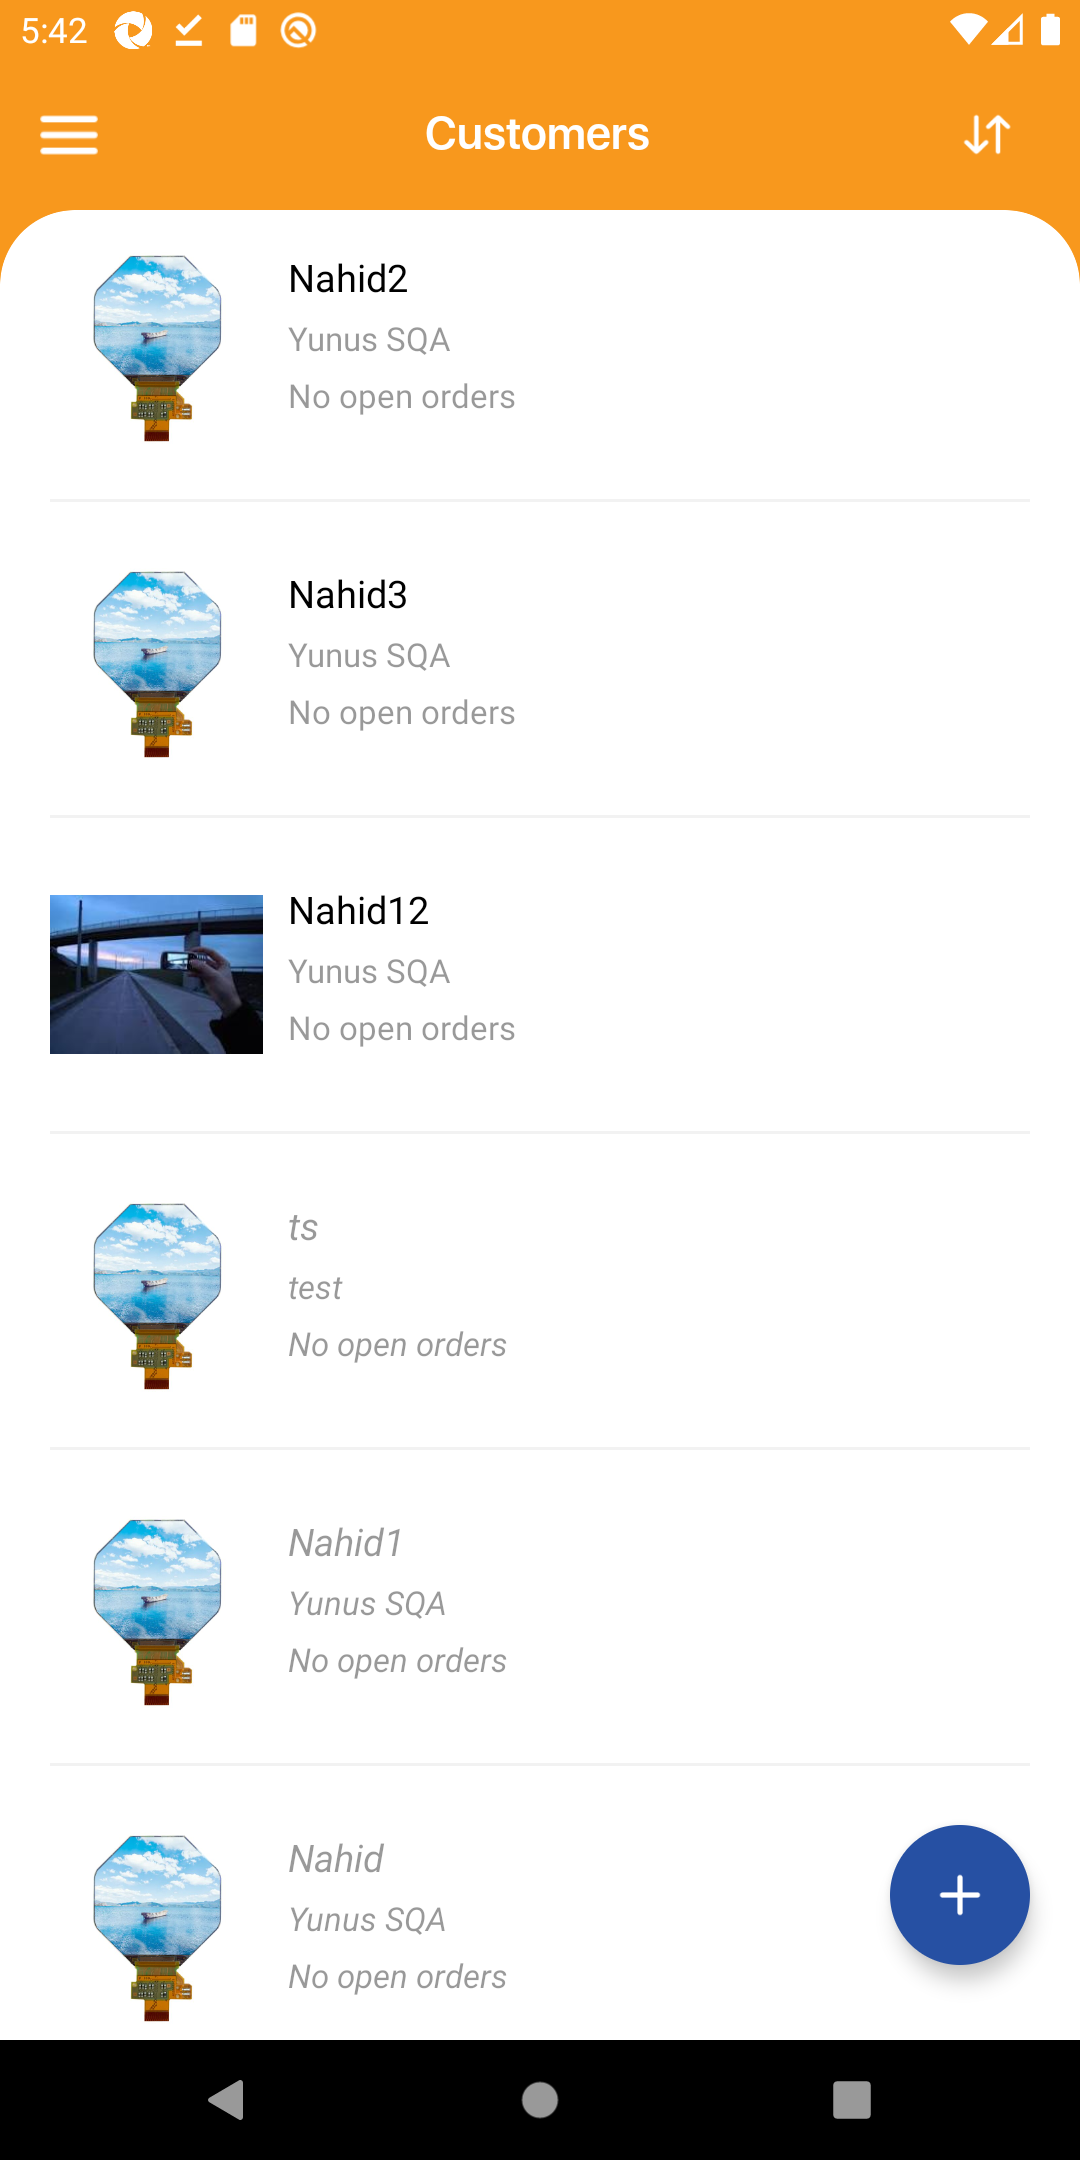 5:42
Customers
Nahid2
Yunus SQA
No open orders
Nahid3
Yunus SQA
No open orders
Nahid12
Yunus SQA
No open orders
ts
test
No open orders
Nahid1
Yunus SQA
No open orders
Nahid
Yunus SQA
No open orders